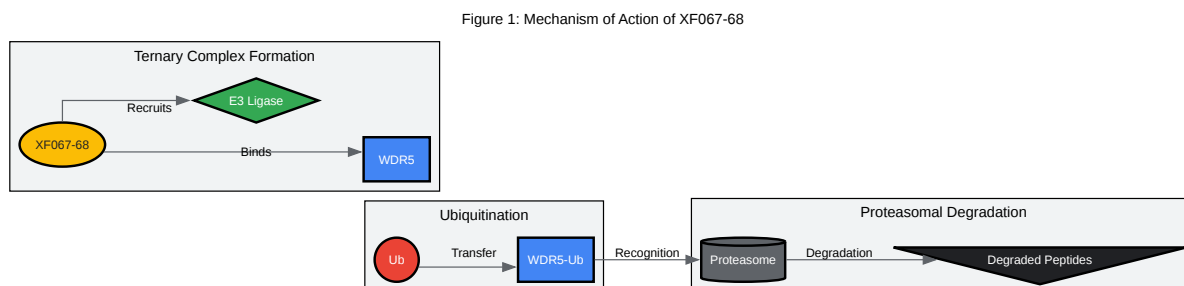 Figure 1: Mechanism of Action of XF067-68
Ternary Complex Formation
E3 Ligase
Recruits
XF067-68
Binds
WDR5
Ubiquitination
Ub
Transfer
WDR5-Ub
Recognition
Proteasomal Degradation
Proteasome
Degradation
Degraded Peptides